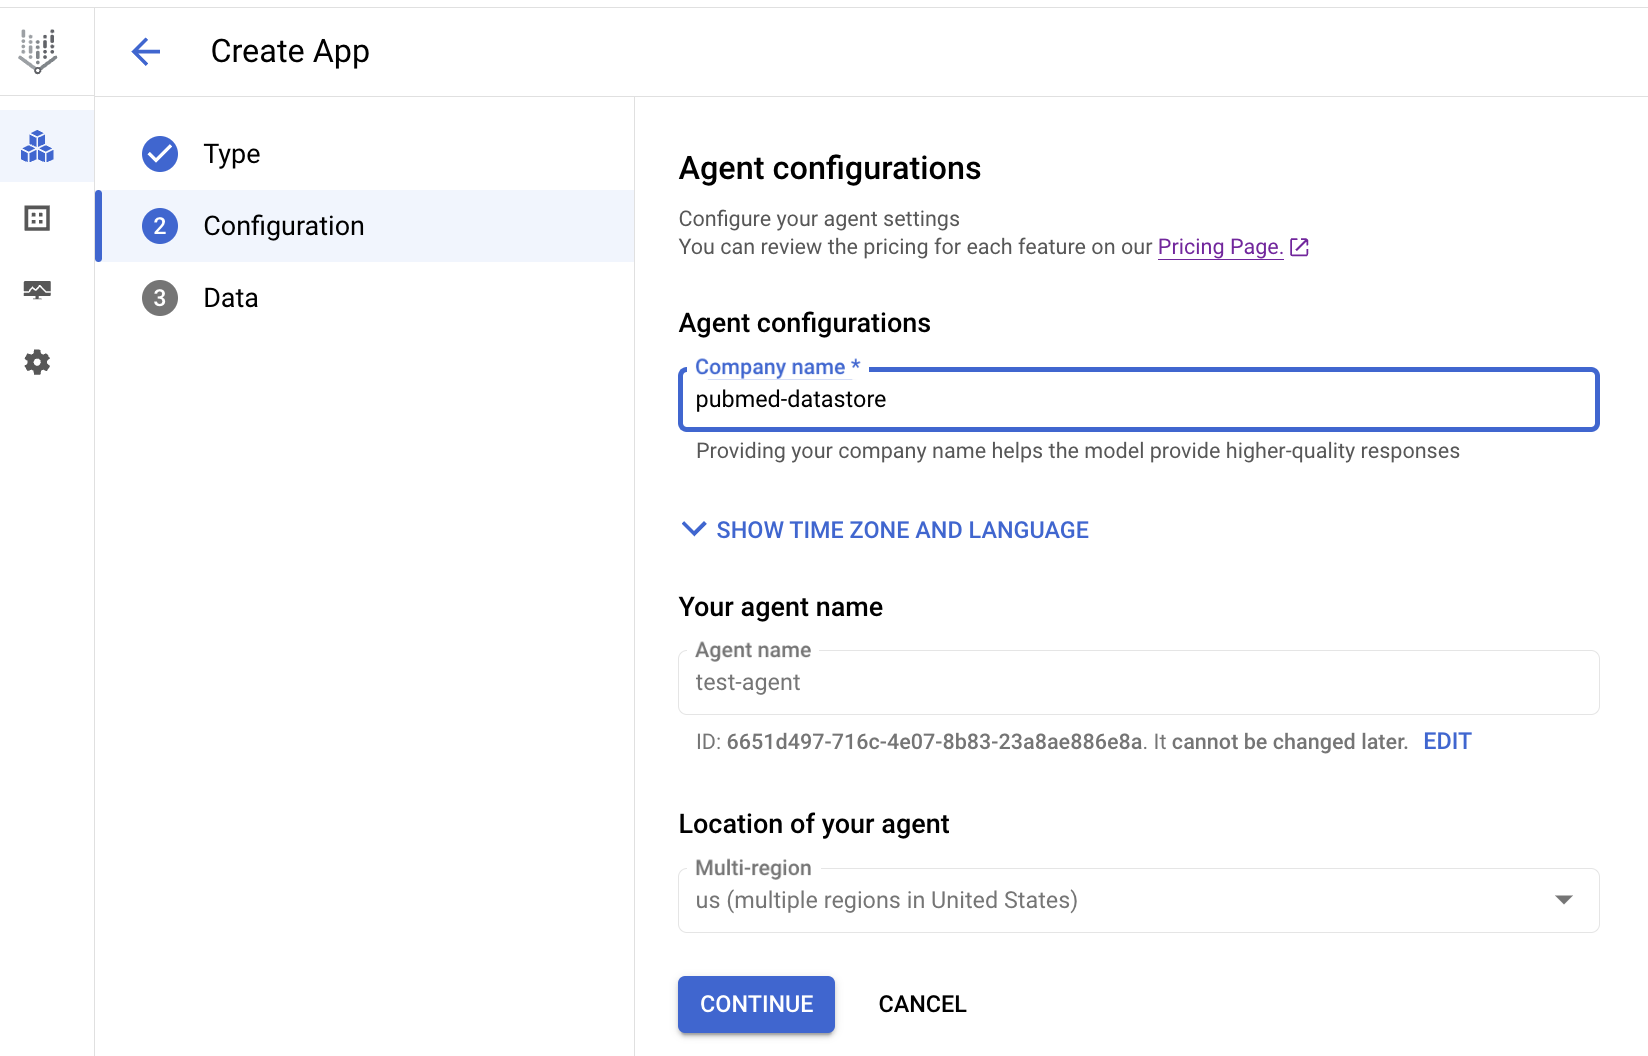 Create App
Type
2 Configuration
3 Data
Agent configurations
Configure your agent settings
You can review the pricing for each feature on our Pricing Page.
Agent configurations
Company name *
pubmed-datastore
Providing your company name helps the model provide higher-quality responses
SHOW TIME ZONE AND LANGUAGE
Your agent name
Agent name
test-agent
ID: 6651d497-716c-4e07-8b83-23a8ae886e8a. It cannot be changed later. EDIT
Location of your agent
Multi-region
us (multiple regions in United States)
CONTINUE CANCEL